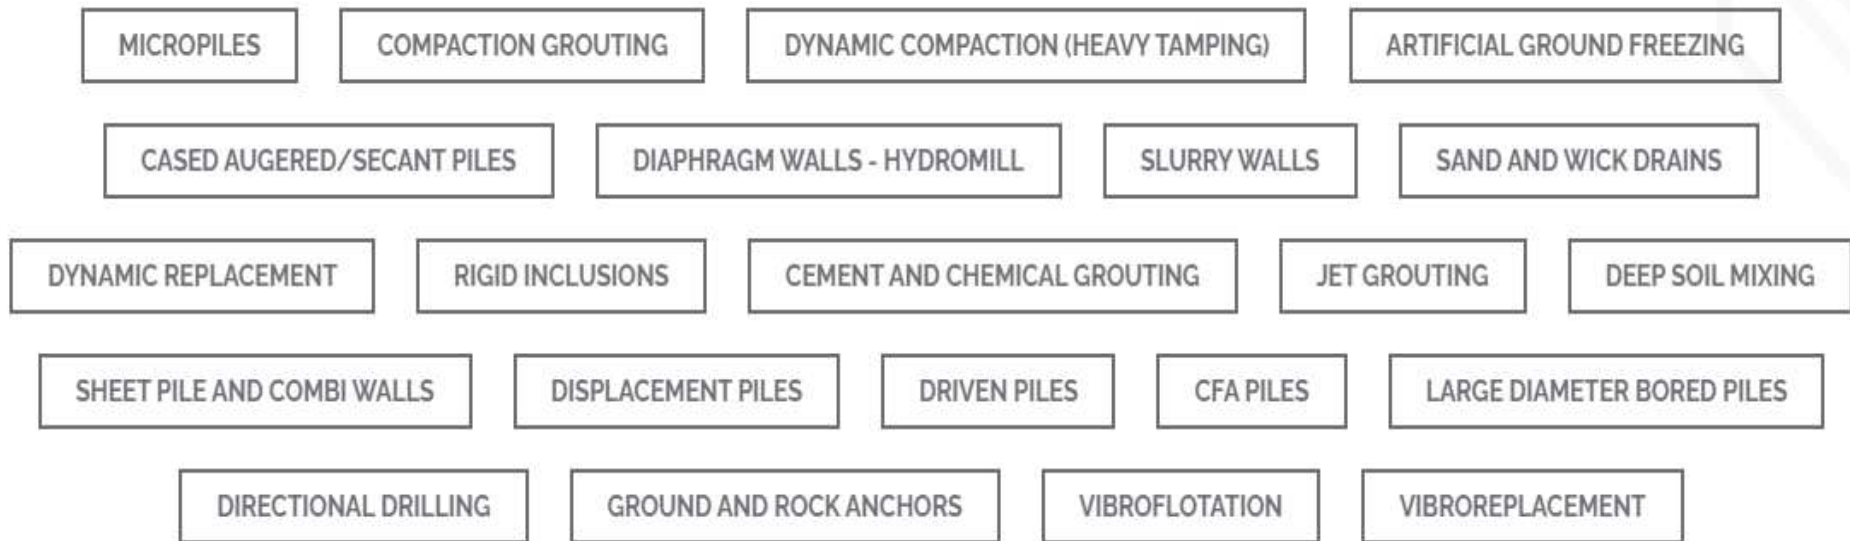 MICROPILES COMPACTION GROUTING DYNAMIC COMPACTION (HEAVY TAMPING) ARTIFICIAL GROUND FREEZING
CASED AUGERED/SECANT PILES DIAPHRAGM WALLS - HYDROMILL SLURRY WALLS SAND AND WICK DRAINS
DYNAMIC REPLACEMENT RIGID INCLUSIONS CEMENT AND CHEMICAL GROUTING JET GROUTING DEEP SOIL MIXING
SHEET PILE AND COMBI WALLS DISPLACEMENT PILES DRIVEN PILES CFA PILES LARGE DIAMETER BORED PILES
DIRECTIONAL DRILLING GROUND AND ROCK ANCHORS VIBROFLOTATION VIBROREPLACEMENT